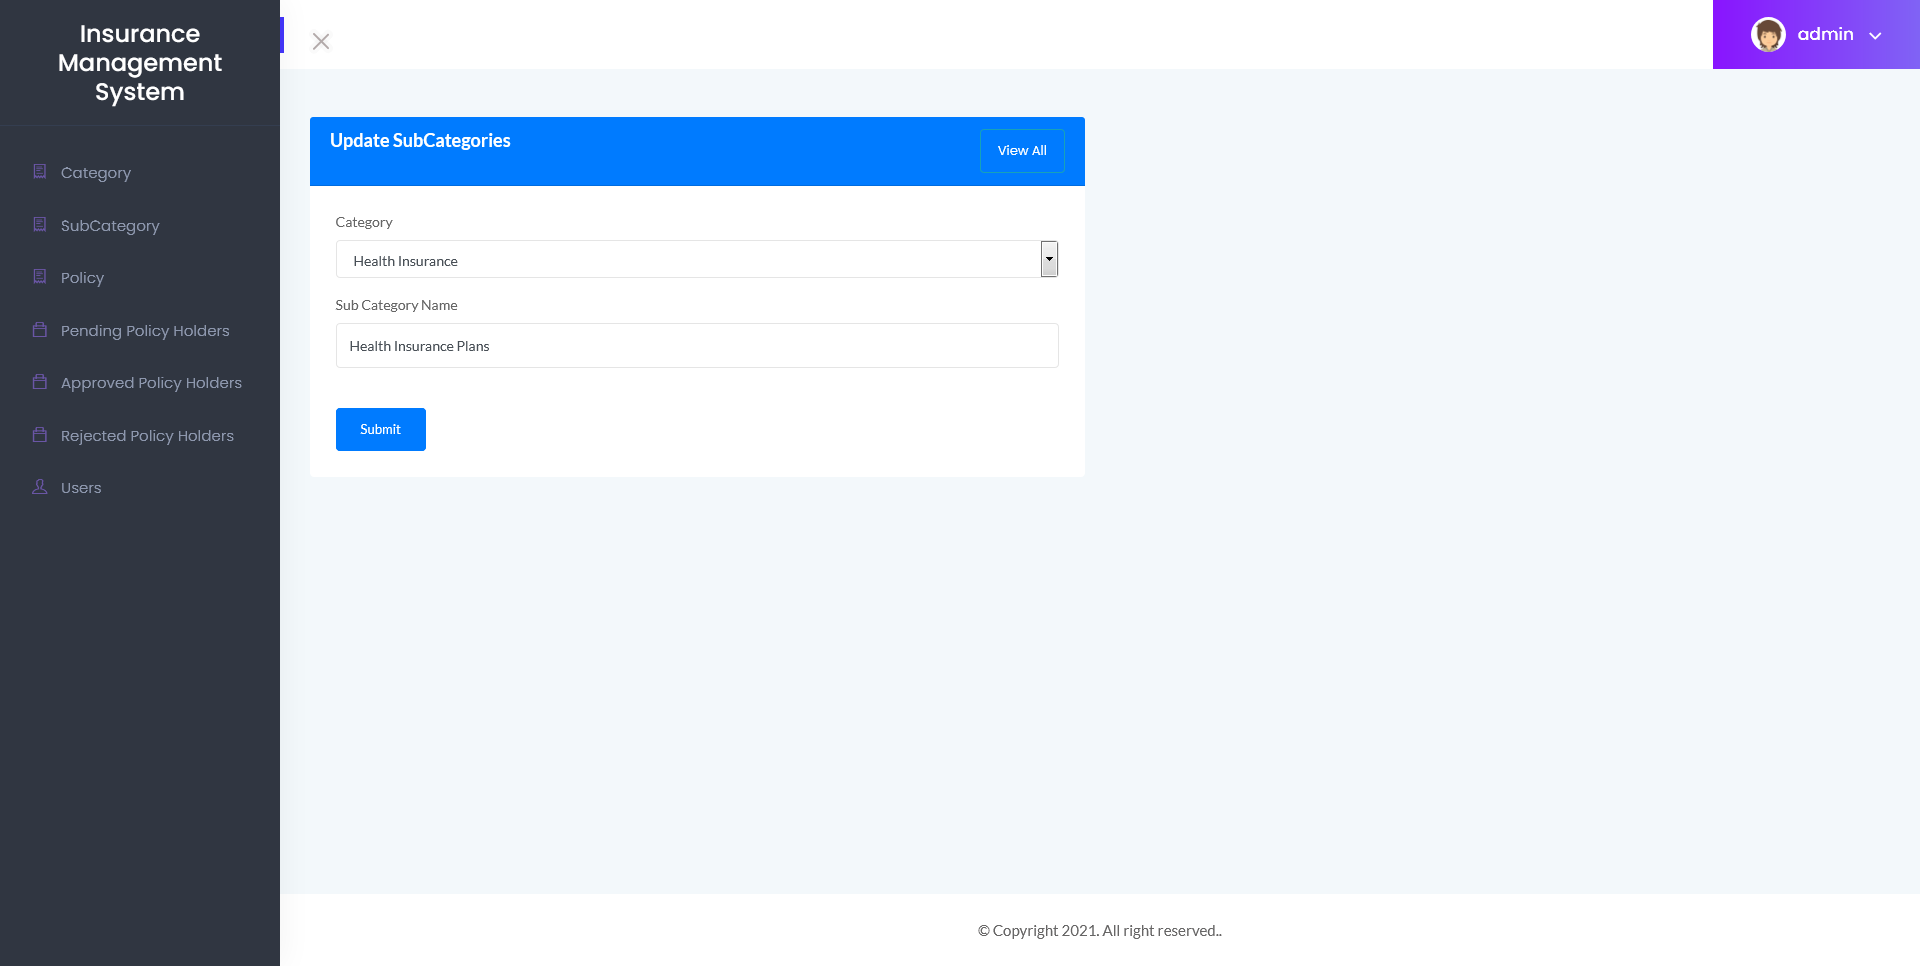 Insurance
Management
System
admin
Category
SubCategory
Policy
Pending Policy Holders
Approved Policy Holders
Rejected Policy Holders
Users
Update SubCategories
View All
Category
Health Insurance
Sub Category Name
Health Insurance Plans
Submit
© Copyright 2021. All right reserved..